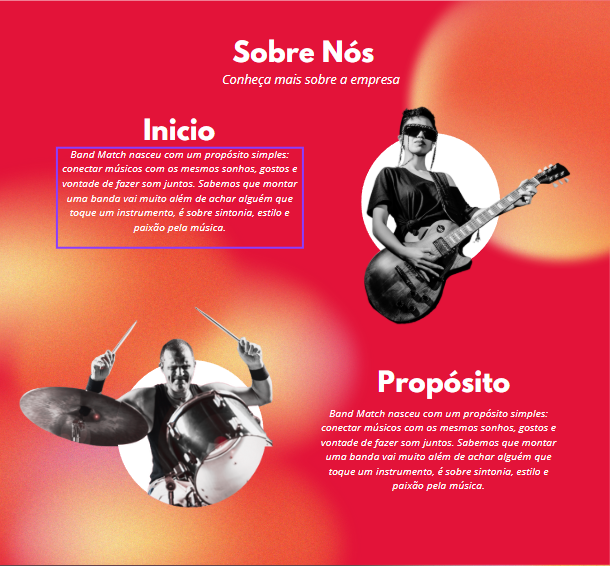 Sobre Nós
Conheça mais sobre a empresa
Inicio
Band Match nasceu com um propósito simples:
conectar músicos com os mesmos sonhos, gostos e
vontade de fazer som juntos. Sabemos que montar
uma banda vai muito além de achar alguém que
toque um instrumento, é sobre sintonia, estilo e
paixão pela música.
Propósito
Band Match nasceu com um propósito simples:
conectar músicos com os mesmos sonhos, gostos e
vontade de fazer som juntos. Sabemos que montar
uma banda vai muito além de achar alguém que
toque um instrumento, é sobre sintonia, estilo e
paixão pela música.